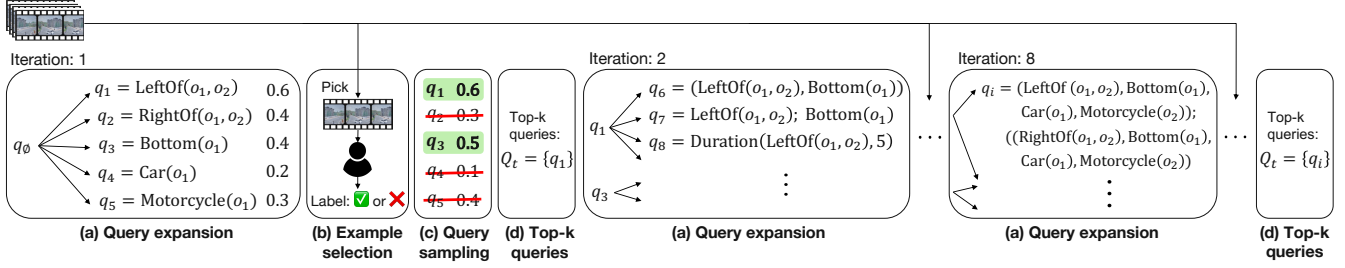 Iteration: 1
q∅
q₁ = LeftOf(o₁, o₂) 0.6
q₂ = RightOf(o₁, o₂) 0.4
q₃ = Bottom(o₁) 0.4
q₄ = Car(o₁) 0.2
q₅ = Motorcycle(o₁) 0.3
(a) Query expansion
Pick
Label: ✅ or ❌
(b) Example
selection
q₁ 0.6
q₂ 0.3
q₃ 0.5
q₄ 0.1
q₅ 0.4
(c) Query
sampling
Top-k
queries:
Qₜ = {q₁}
(d) Top-k
queries
Iteration: 2
q₁
q₆ = (LeftOf(o₁, o₂), Bottom(o₁))
q₇ = LeftOf(o₁, o₂); Bottom(o₁)
q₈ = Duration(LeftOf(o₁, o₂), 5)
⋮
q₃
(a) Query expansion
⋯
Iteration: 8
qᵢ = (LeftOf (o₁, o₂), Bottom(o₁),
Car(o₁), Motorcycle(o₂));
((RightOf(o₁, o₂), Bottom(o₁),
Car(o₁), Motorcycle(o₂))
⋮
(a) Query expansion
⋯
Top-k
queries:
Qₜ = {qᵢ}
(d) Top-k
queries